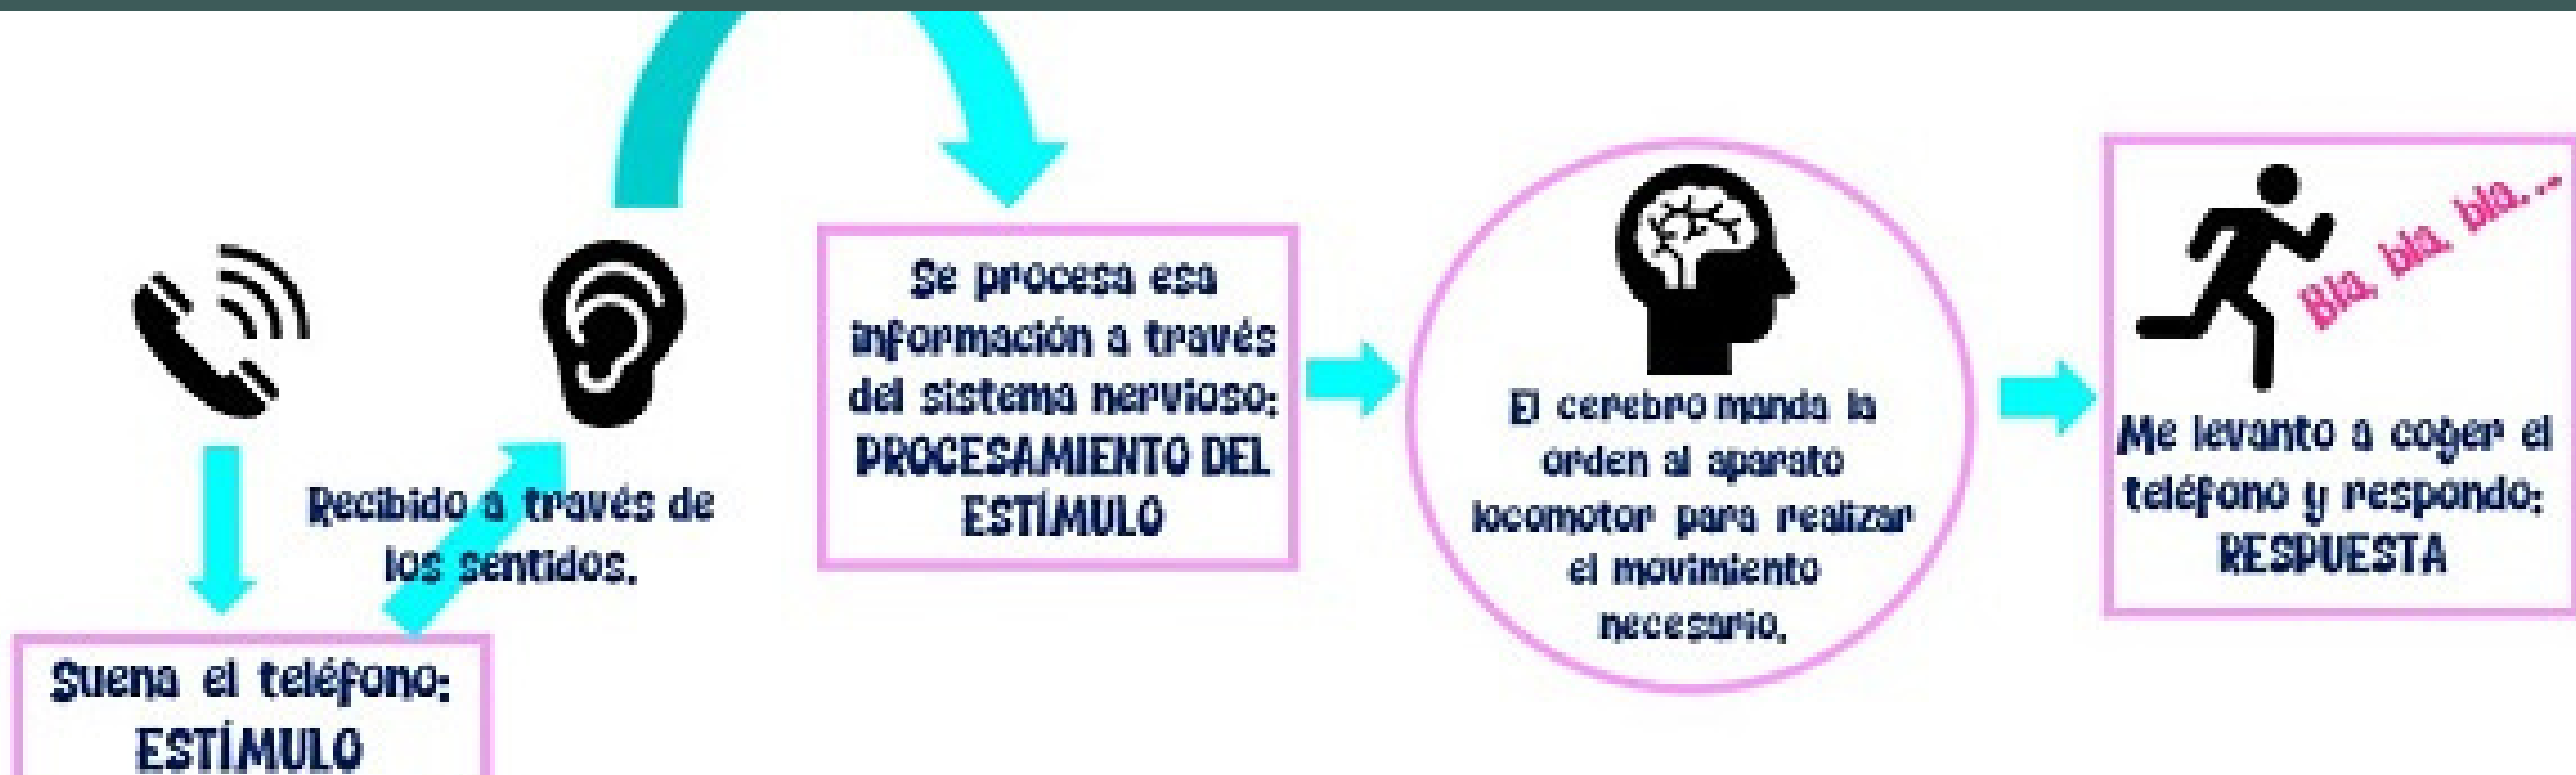 Suena el teléfono:
ESTÍMULO
Recibido a través de
los sentidos.
Se procesa esa
información a través
del sistema nervioso:
PROCESAMIENTO DEL
ESTÍMULO
El cerebro manda la
orden al aparato
locomotor para realizar
el movimiento
necesario.
Bla, bla, bla...
Me levanto a coger el
teléfono y respondo:
RESPUESTA